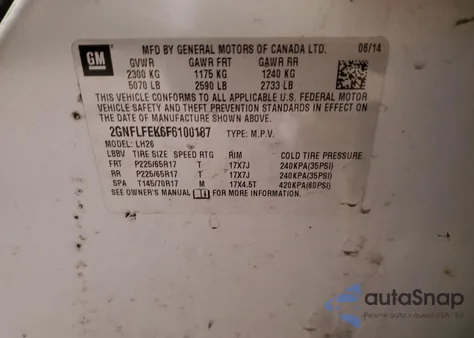 GM
MFD BY GENERAL MOTORS OF CANADA LTD. 06/14
GVWR GAWR FRT GAWR RR
2300 KG 1175 KG 1240 KG
5070 LB 2590 LB 2733 LB
THIS VEHICLE CONFORMS TO ALL APPLICABLE U.S. FEDERAL MOTOR
VEHICLE SAFETY AND THEFT PREVENTION STANDARDS IN EFFECT ON
THE DATE OF MANUFACTURE SHOWN ABOVE.
2GNFLFEK6F6100187 TYPE: M.P.V.
MODEL: LH26
LBBV TIRE SIZE SPEED RTG RIM COLD TIRE PRESSURE
FRT P225/65R17 T 17X7J 240KPA(35PSI)
RR P225/65R17 T 17X7J 240KPA(35PSI)
SPA T145/70R17 M 17X4.5T 420KPA(60PSI)
SEE OWNER'S MANUAL FOR MORE INFORMATION.
autaSnap